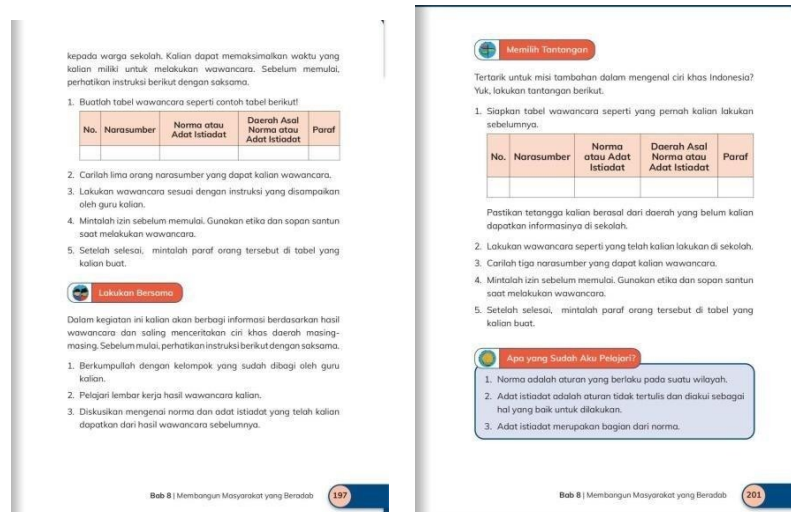 kepada warga sekolah. Kalian dapat memaksimalkan waktu yang
kalian miliki untuk melakukan wawancara. Sebelum memulai,
perhatikan instruksi berikut dengan saksama.
1. Buatlah tabel wawancara seperti contoh tabel berikut!
No. Narasumber Norma atau Adat Istiadat Daerah Asal Norma atau Adat Istiadat Paraf
2. Carilah lima orang narasumber yang dapat kalian wawancara.
3. Lakukan wawancara sesuai dengan instruksi yang disampaikan
oleh guru kalian.
4. Mintalah izin sebelum memulai. Gunakan etika dan sopan santun
saat melakukan wawancara.
5. Setelah selesai, mintalah paraf orang tersebut di tabel yang
kalian buat.
Lakukan Bersama
Dalam kegiatan ini kalian akan berbagi informasi berdasarkan hasil
wawancara dan saling menceritakan ciri khas daerah masing-
masing. Sebelum mulai, perhatikan instruksi berikut dengan saksama.
1. Berkumpullah dengan kelompok yang sudah dibagi oleh guru
kalian.
2. Pelajari lembar kerja hasil wawancara kalian.
3. Diskusikan mengenai norma dan adat istiadat yang telah kalian
dapatkan dari hasil wawancara sebelumnya.
Bab 8 | Membangun Masyarakat yang Beradab 197
Memilih Tantangan
Tertarik untuk misi tambahan dalam mengenal ciri khas Indonesia?
Yuk, lakukan tantangan berikut.
1. Siapkan tabel wawancara seperti yang pernah kalian lakukan
sebelumnya.
No. Narasumber Norma atau Adat Istiadat Daerah Asal Norma atau Adat Istiadat Paraf
Pastikan tetangga kalian berasal dari daerah yang belum kalian
dapatkan informasinya di sekolah.
2. Lakukan wawancara seperti yang telah kalian lakukan di sekolah.
3. Carilah tiga narasumber yang dapat kalian wawancara.
4. Mintalah izin sebelum memulai. Gunakan etika dan sopan santun
saat melakukan wawancara.
5. Setelah selesai, mintalah paraf orang tersebut di tabel yang
kalian buat.
Apa yang Sudah Aku Pelajari?
1. Norma adalah aturan yang berlaku pada suatu wilayah.
2. Adat istiadat adalah aturan tidak tertulis dan diakui sebagai
hal yang baik untuk dilakukan.
3. Adat istiadat merupakan bagian dari norma.
Bab 8 | Membangun Masyarakat yang Beradab 201